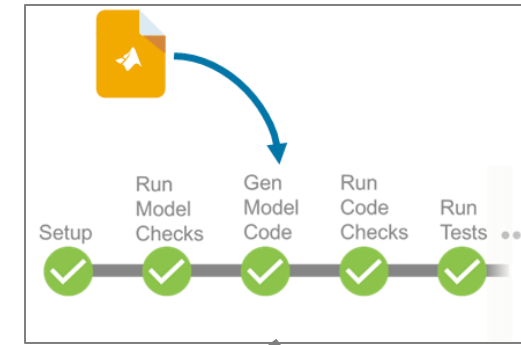 Setup
Run
Model
Checks
Gen
Model
Code
Run
Code
Checks
Run
Tests